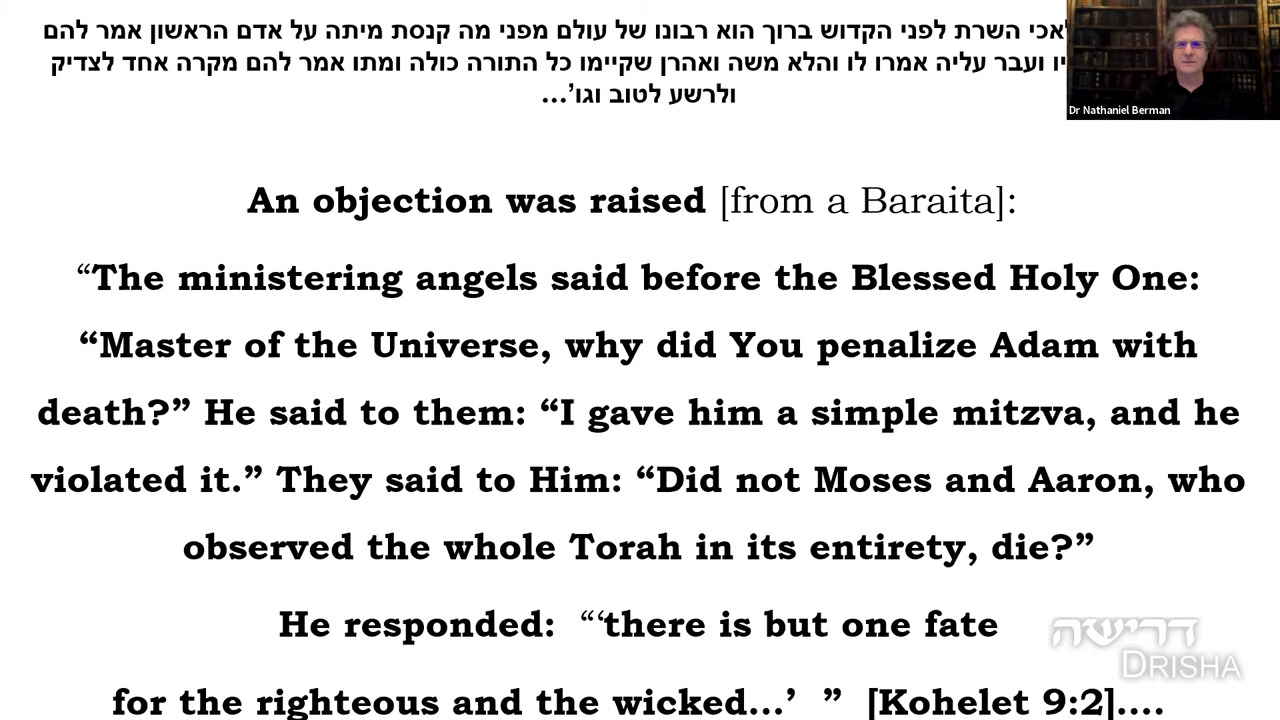 לאכי השרת לפני הקדוש ברוך הוא רבונו של עולם מפני מה קנסת מיתה על אדם הראשון אמר להם
ועבר עליה אמרו לו והלא משה ואהרן שקיימו כל התורה כולה ומתו אמר להם מקרה אחד לצדיק
ולרשע לטוב וגו’...
Dr Nathaniel Berman
An objection was raised [from a Baraita]:
“The ministering angels said before the Blessed Holy One:
“Master of the Universe, why did You penalize Adam with
death?” He said to them: “I gave him a simple mitzva, and he
violated it.” They said to Him: “Did not Moses and Aaron, who
observed the whole Torah in its entirety, die?”
He responded: “‘there is but one fate
for the righteous and the wicked...’ ” [Kohelet 9:2]....
דרישה
DRISHA